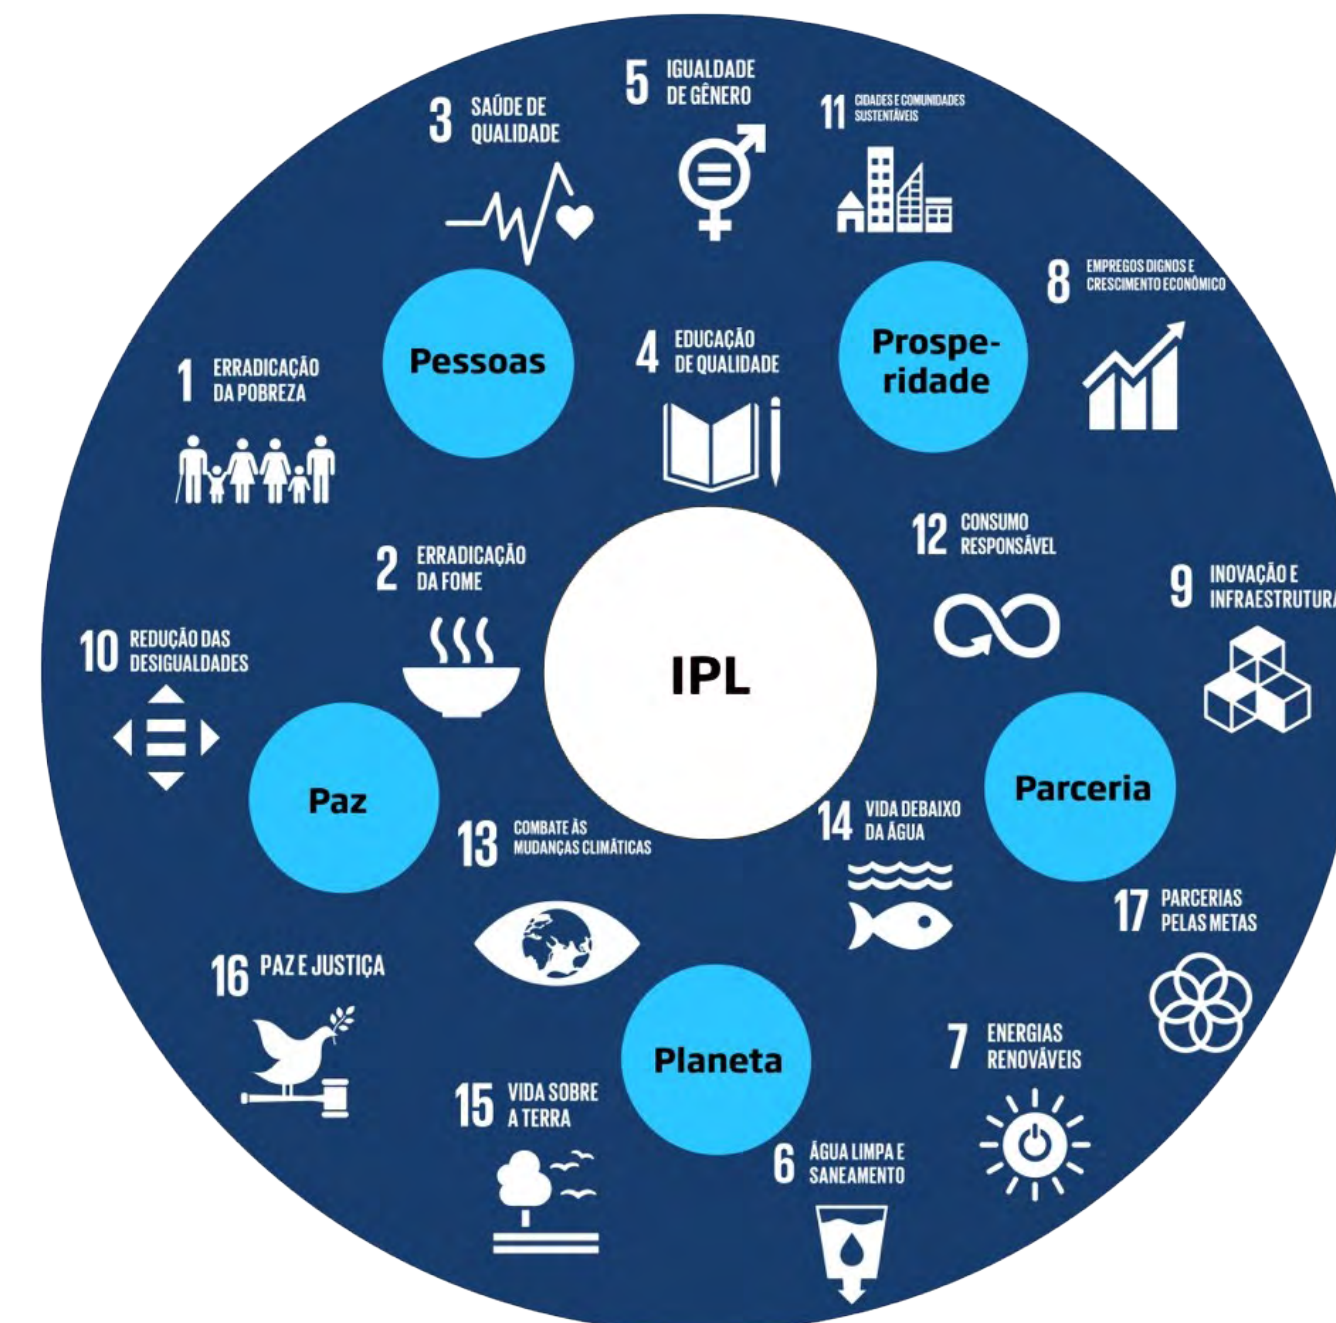 5 IGUALDADE
DE GÊNERO
3 SAÚDE DE
QUALIDADE
11 CIDADES E COMUNIDADES
SUSTENTÁVEIS
8 EMPREGOS DIGNOS E
CRESCIMENTO ECONÔMICO
Pessoas
4 EDUCAÇÃO
DE QUALIDADE
Prospe-
ridade
1 ERRADICAÇÃO
DA POBREZA
12 CONSUMO
RESPONSÁVEL
2 ERRADICAÇÃO
DA FOME
9 INOVAÇÃO E
INFRAESTRUTURA
10 REDUÇÃO DAS
DESIGUALDADES
IPL
Paz
Parceria
13 COMBATE ÀS
MUDANÇAS CLIMÁTICAS
14 VIDA DEBAIXO
DA ÁGUA
17 PARCERIAS
PELAS METAS
16 PAZ E JUSTIÇA
Planeta
7 ENERGIAS
RENOVÁVEIS
15 VIDA SOBRE
A TERRA
6 ÁGUA LIMPA E
SANEAMENTO